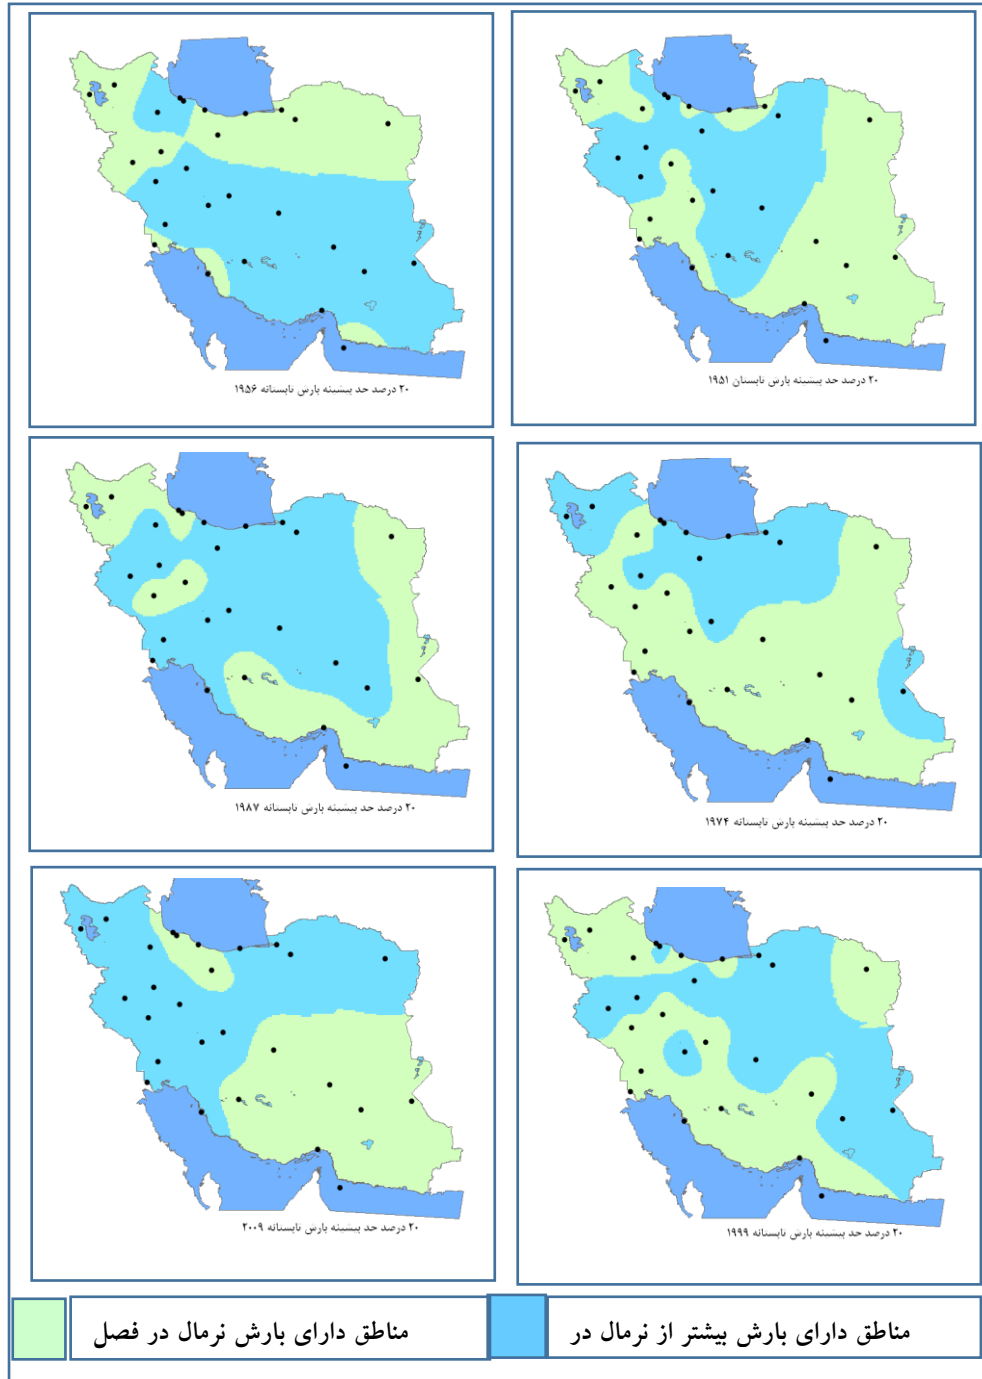 ۲۰ درصد حد بیشینه بارش تابستان ۱۹۵۱
۲۰ درصد حد بیشینه بارش تابستانه ۱۹۵۶
۲۰ درصد حد بیشینه بارش تابستانه ۱۹۷۴
۲۰ درصد حد بیشینه بارش تابستانه ۱۹۸۷
۲۰ درصد حد بیشینه بارش تابستانه ۱۹۹۹
۲۰ درصد حد بیشینه بارش تابستانه ۲۰۰۹
مناطق دارای بارش بیشتر از نرمال در
مناطق دارای بارش نرمال در فصل